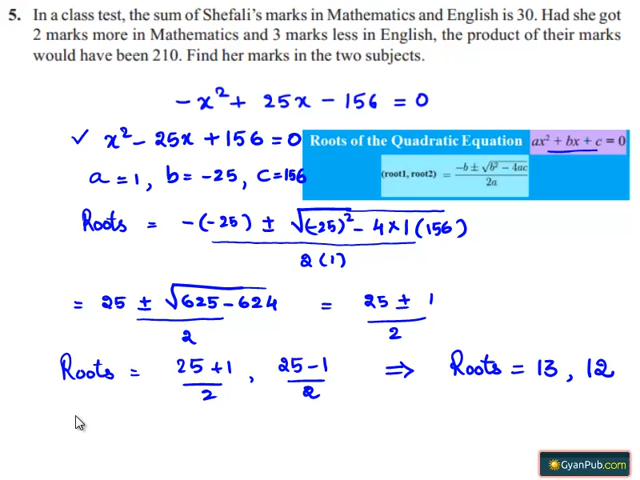 5. In a class test, the sum of Shefali's marks in Mathematics and English is 30. Had she got
2 marks more in Mathematics and 3 marks less in English, the product of their marks
would have been 210. Find her marks in the two subjects.
-x² + 25x - 156 = 0
✓ x² - 25x + 156 = 0
Roots of the Quadratic Equation ax² + bx + c = 0
a = 1, b = -25, c = 156
(root1, root2) = (-b ± √(b² - 4ac))/2a
Roots = (-(-25) ± √((-25)² - 4 × 1 (156)))/2(1)
= (25 ± √(625 - 624))/2 = (25 ± 1)/2
Roots = (25 + 1)/2 , (25 - 1)/2 ⇒ Roots = 13, 12
GyanPub.com